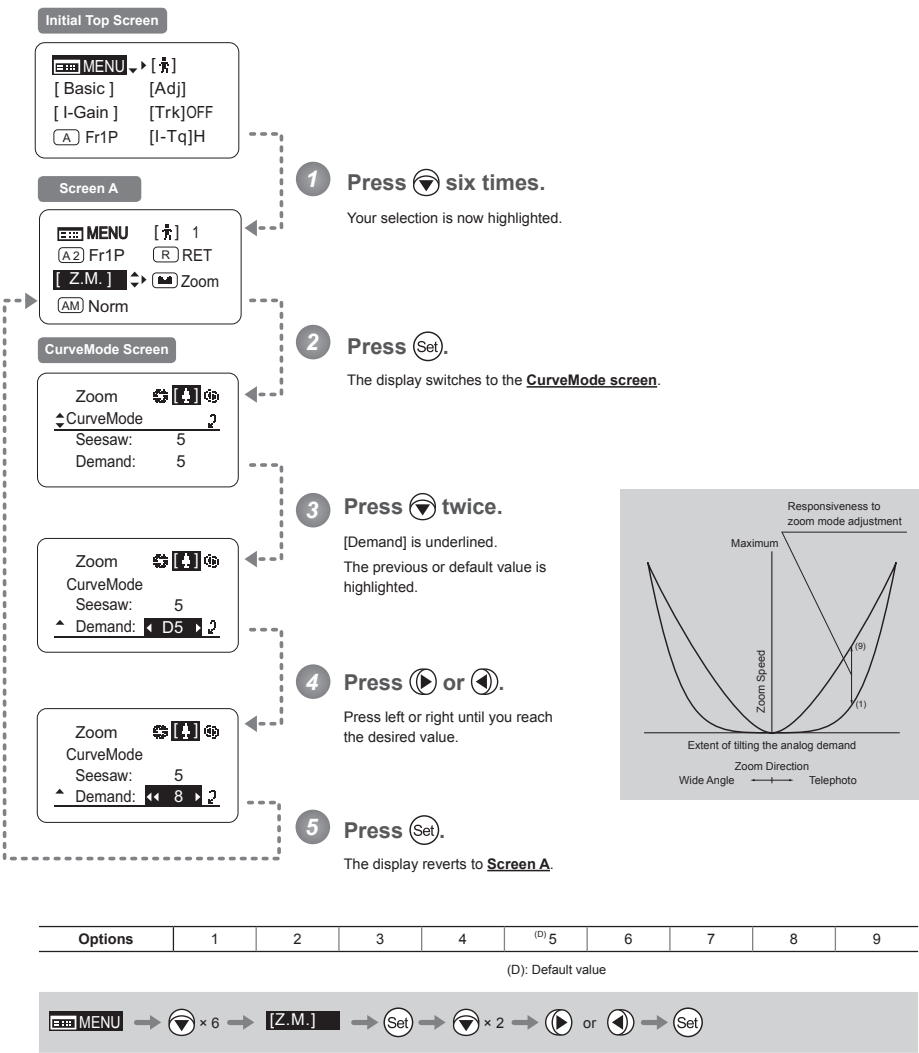 Initial Top Screen
MENU [ ]
[ Basic ] [Adj]
[ I-Gain ] [Trk]OFF
A Fr1P [I-Tq]H
1 Press six times.
Your selection is now highlighted.
Screen A
MENU [ ] 1
A2 Fr1P R RET
[ Z.M. ] Zoom
AM Norm
2 Press Set.
The display switches to the CurveMode screen.
CurveMode Screen
Zoom
CurveMode
Seesaw: 5
Demand: 5
3 Press twice.
[Demand] is underlined.
The previous or default value is
highlighted.
Zoom
CurveMode
Seesaw: 5
Demand: D5
4 Press or .
Press left or right until you reach
the desired value.
Zoom
CurveMode
Seesaw: 5
Demand: 8
5 Press Set.
The display reverts to Screen A.
Responsiveness to
zoom mode adjustment
Maximum
Zoom Speed
(9)
(1)
Extent of tilting the analog demand
Zoom Direction
Wide Angle Telephoto
Options 1 2 3 4 (D) 5 6 7 8 9
(D): Default value
MENU × 6 [Z.M.] Set × 2 or Set